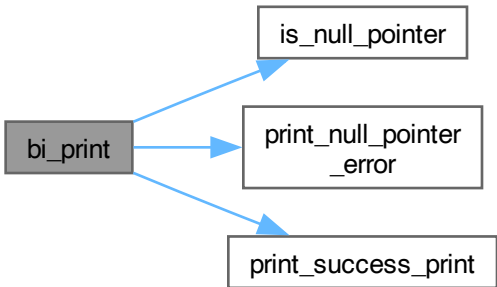 is_null_pointer
bi_print
print_null_pointer
_error
print_success_print